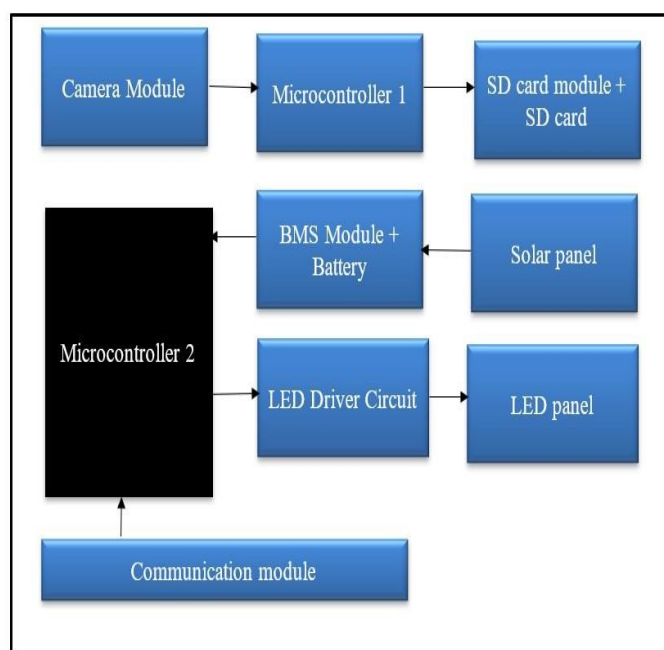 Camera Module
Microcontroller 1
SD card module +
SD card
BMS Module +
Battery
Solar panel
Microcontroller 2
LED Driver Circuit
LED panel
Communication module